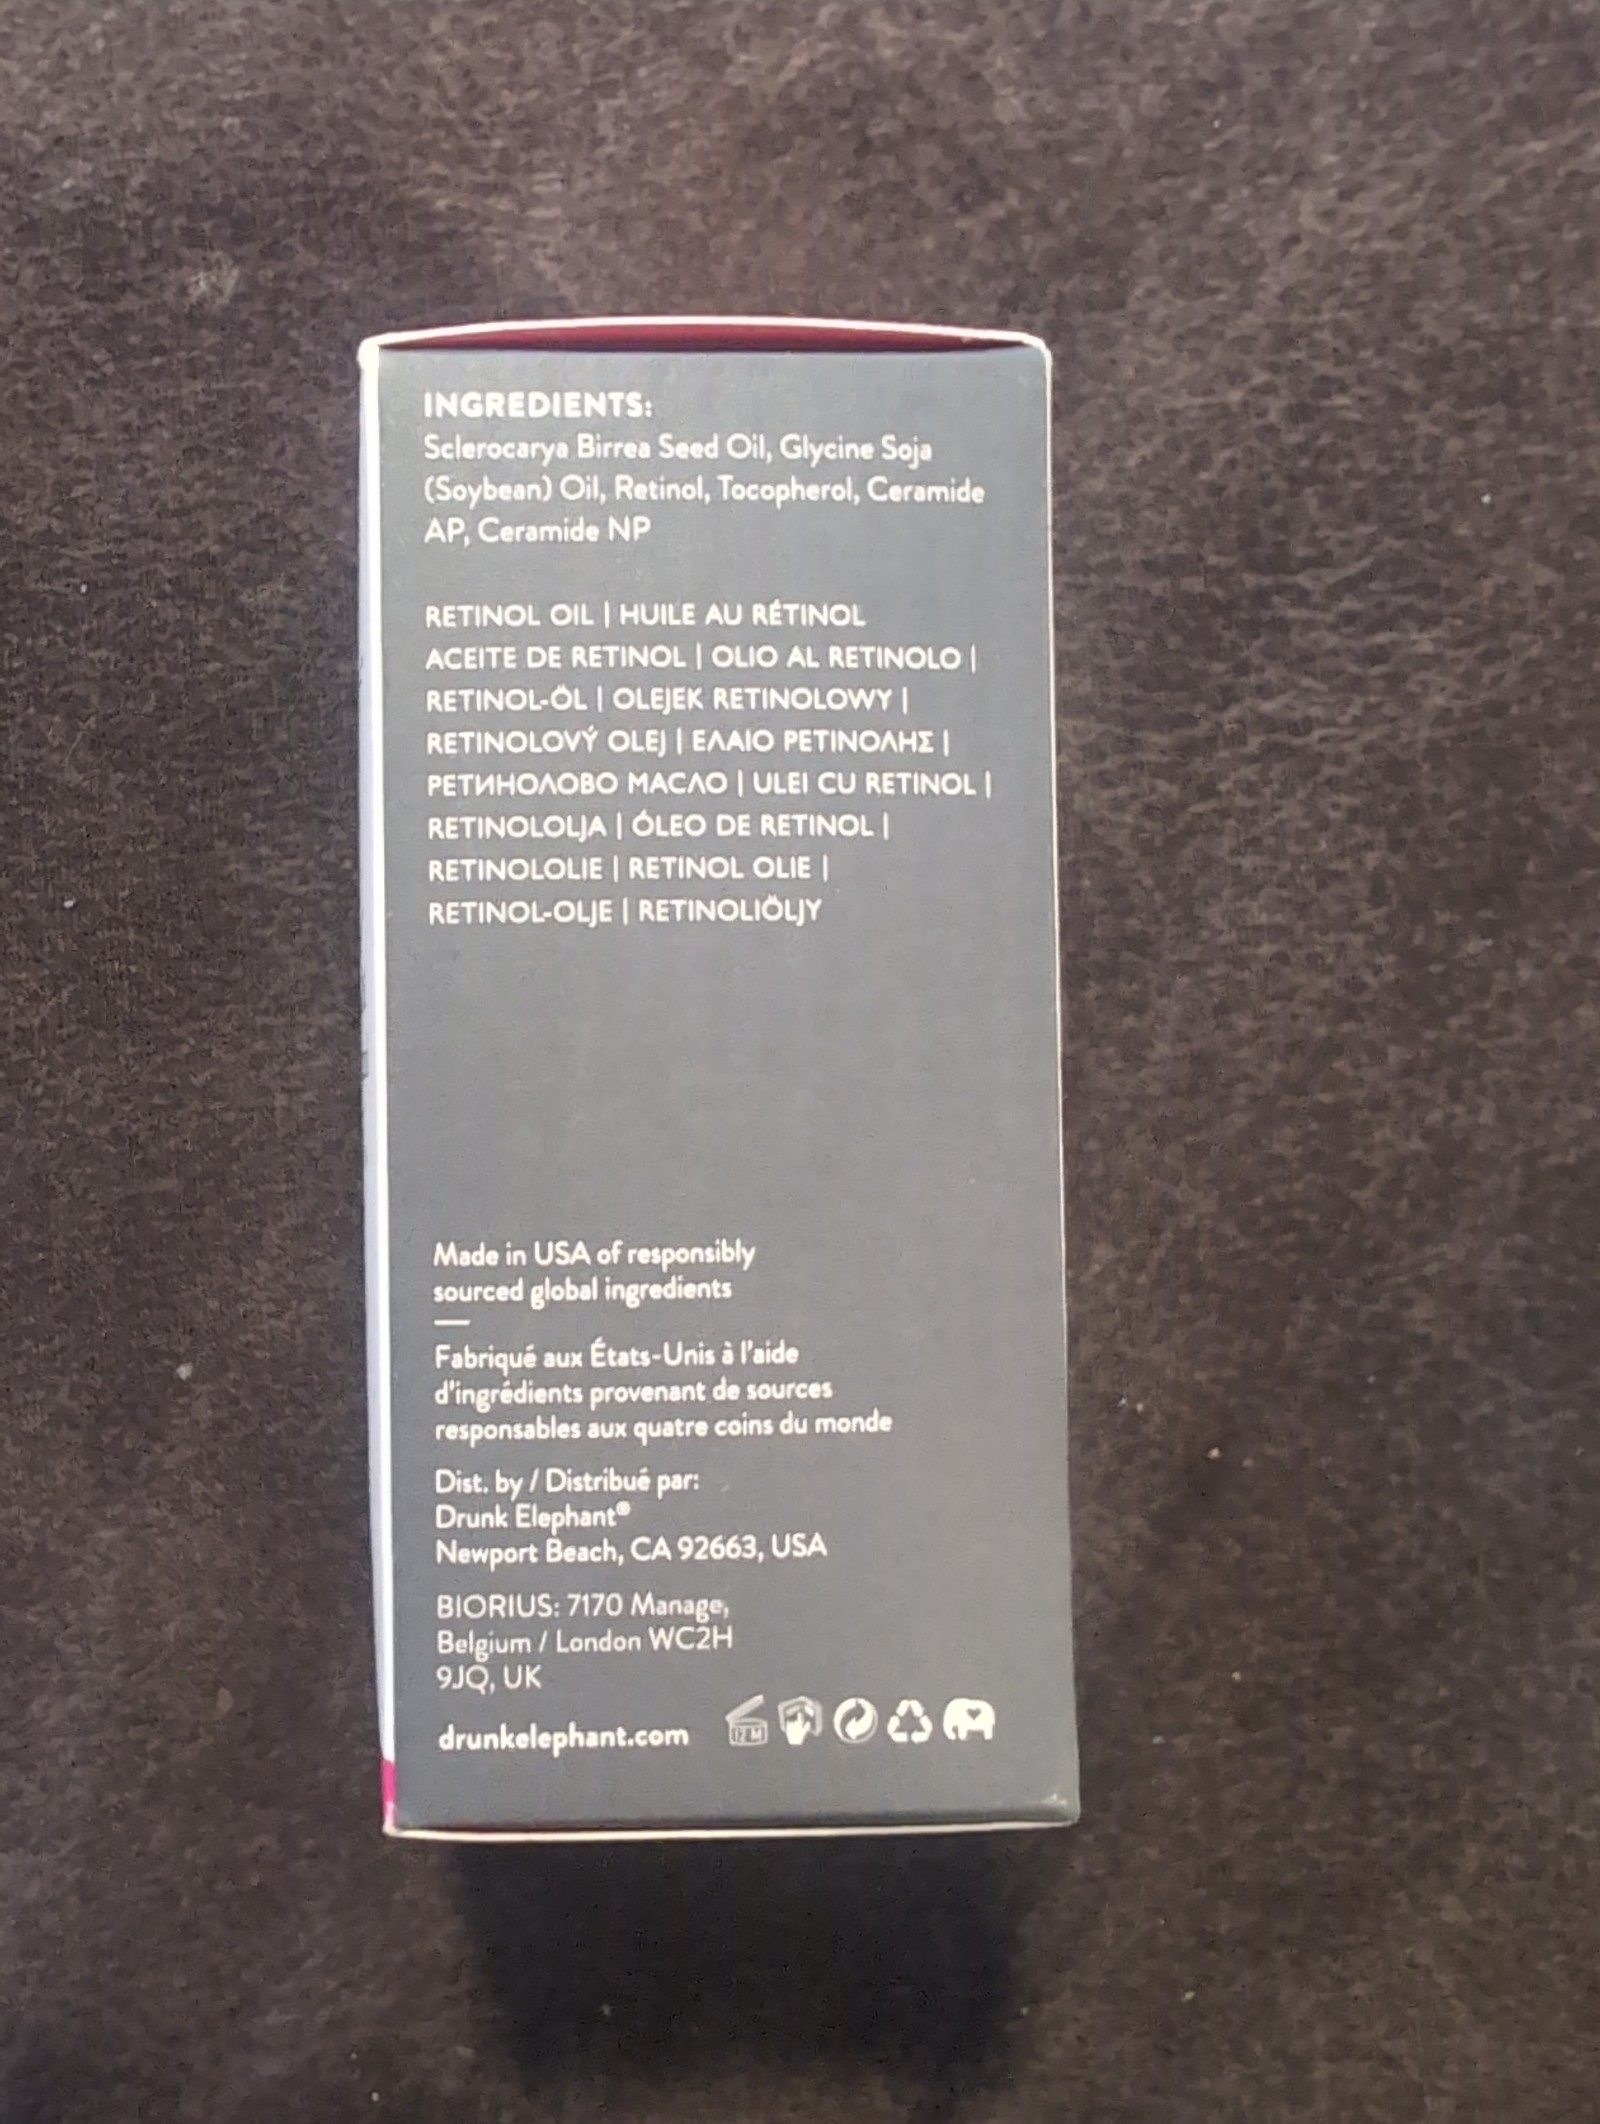 INGREDIENTS:
Sclerocarya Birrea Seed Oil, Glycine Soja
(Soybean) Oil, Retinol, Tocopherol, Ceramide
AP, Ceramide NP
RETINOL OIL | HUILE AU RÉTINOL
ACEITE DE RETINOL | OLIO AL RETINOLO |
RETINOL-ÖL | OLEJEK RETINOLOWY |
RETINOLOVÝ OLEJ | ΕΛΑΙΟ ΡΕΤΙΝΟΛΗΣ |
РЕТИНОЛОВО МАСЛО | ULEI CU RETINOL |
RETINOLOLJA | ÓLEO DE RETINOL |
RETINOLOLIE | RETINOL OLIE |
RETINOL-OLJE | RETINOLIÖLJY
Made in USA of responsibly
sourced global ingredients
Fabriqué aux États-Unis à l'aide
d'ingrédients provenant de sources
responsables aux quatre coins du monde
Dist. by / Distribué par:
Drunk Elephant®
Newport Beach, CA 92663, USA
BIORIUS: 7170 Manage,
Belgium / London WC2H
9JQ, UK
drunkelephant.com 12 M